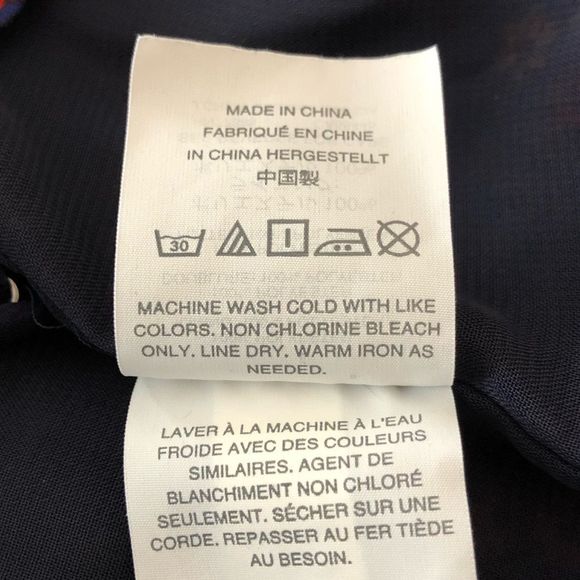 MADE IN CHINA
FABRIQUÉ EN CHINE
IN CHINA HERGESTELLT
中国製
30
MACHINE WASH COLD WITH LIKE
COLORS. NON CHLORINE BLEACH
ONLY. LINE DRY. WARM IRON AS
NEEDED.
LAVER À LA MACHINE À L'EAU
FROIDE AVEC DES COULEURS
SIMILAIRES. AGENT DE
BLANCHIMENT NON CHLORÉ
SEULEMENT. SÉCHER SUR UNE
CORDE. REPASSER AU FER TIÈDE
AU BESOIN.